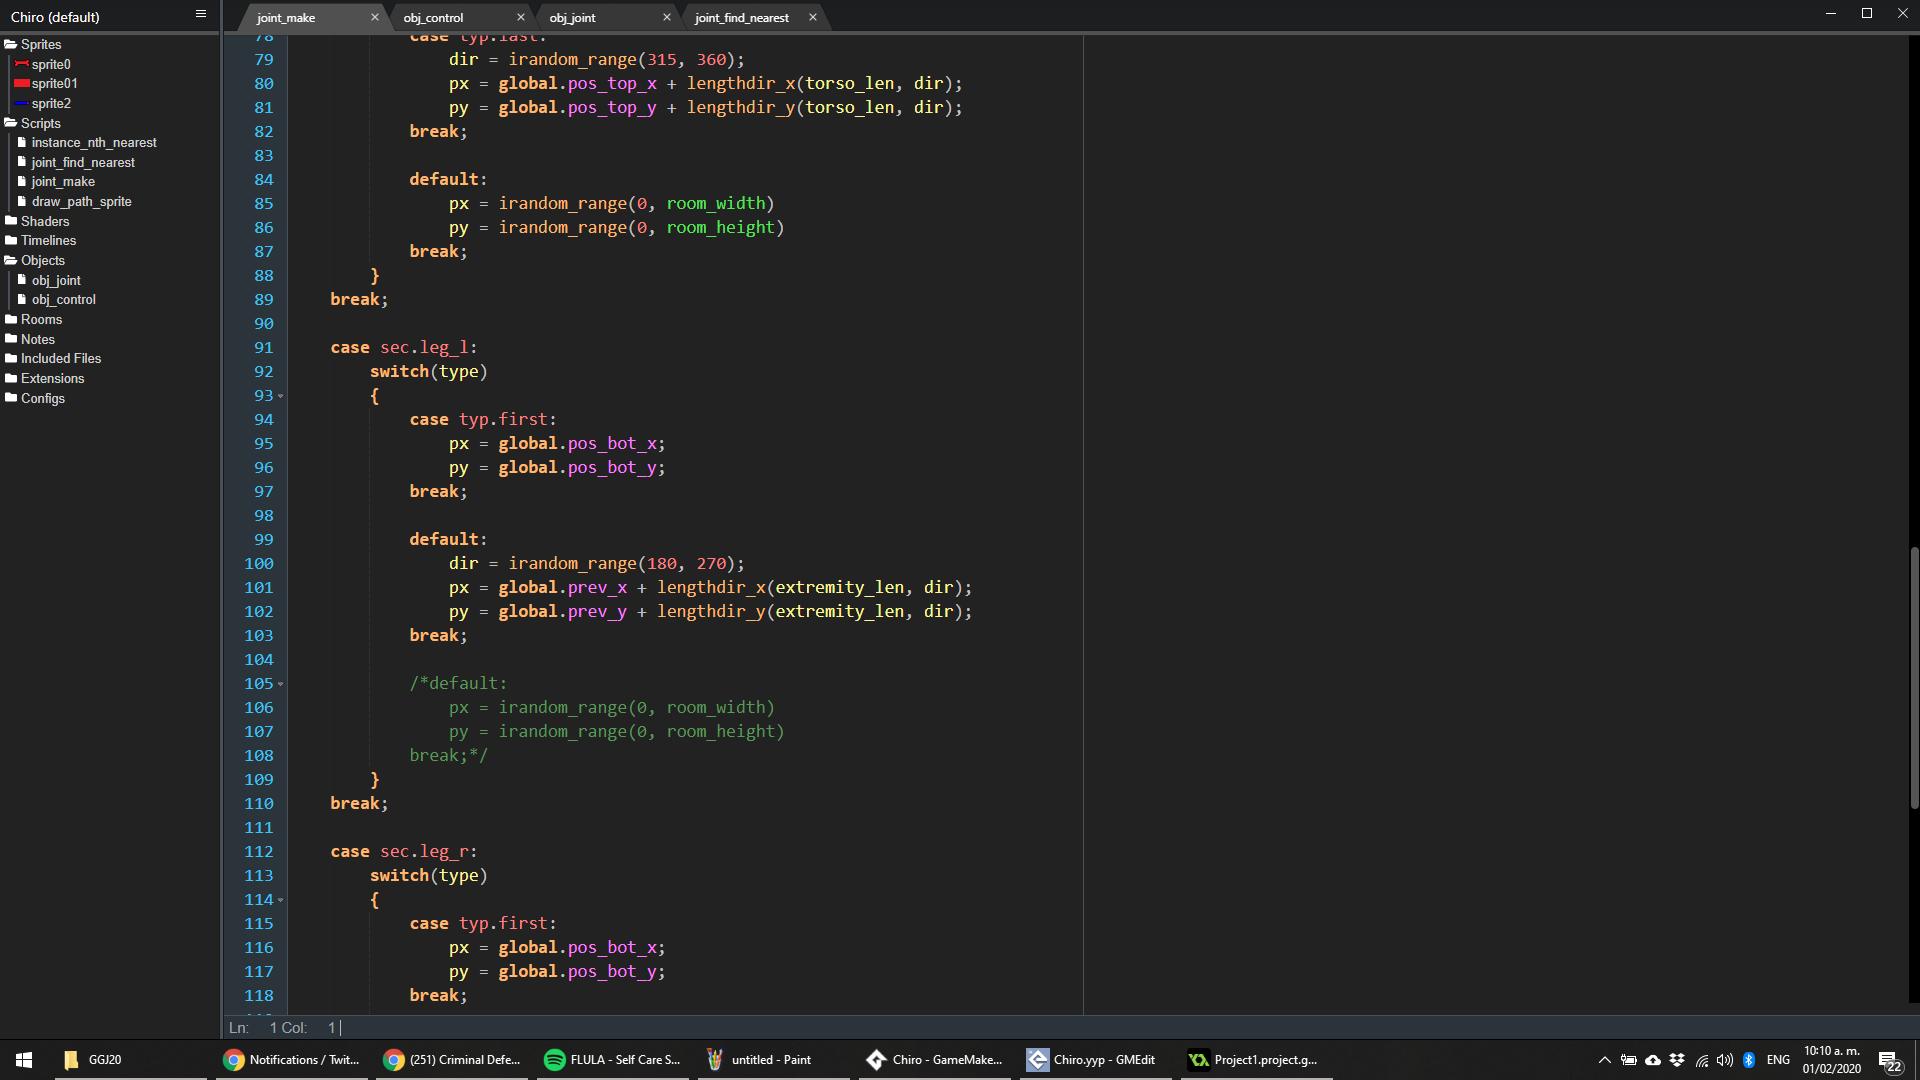 Chiro (default)
joint_make
obj_control
obj_joint
joint_find_nearest
Sprites
sprite0
sprite01
sprite2
Scripts
instance_nth_nearest
joint_find_nearest
joint_make
draw_path_sprite
Shaders
Timelines
Objects
obj_joint
obj_control
Rooms
Notes
Included Files
Extensions
Configs
78 case typ.last:
79 dir = irandom_range(315, 360);
80 px = global.pos_top_x + lengthdir_x(torso_len, dir);
81 py = global.pos_top_y + lengthdir_y(torso_len, dir);
82 break;
83
84 default:
85 px = irandom_range(0, room_width)
86 py = irandom_range(0, room_height)
87 break;
88 }
89 break;
90
91 case sec.leg_l:
92 switch(type)
93 {
94 case typ.first:
95 px = global.pos_bot_x;
96 py = global.pos_bot_y;
97 break;
98
99 default:
100 dir = irandom_range(180, 270);
101 px = global.prev_x + lengthdir_x(extremity_len, dir);
102 py = global.prev_y + lengthdir_y(extremity_len, dir);
103 break;
104
105 /*default:
106 px = irandom_range(0, room_width)
107 py = irandom_range(0, room_height)
108 break;*/
109 }
110 break;
111
112 case sec.leg_r:
113 switch(type)
114 {
115 case typ.first:
116 px = global.pos_bot_x;
117 py = global.pos_bot_y;
118 break;
Ln: 1 Col: 1
GGJ20
Notifications / Twit...
(251) Criminal Defe...
FLULA - Self Care S...
untitled - Paint
Chiro - GameMake...
Chiro.yyp - GMEdit
Project1.project.g...
ENG
10:10 a. m.
01/02/2020
22